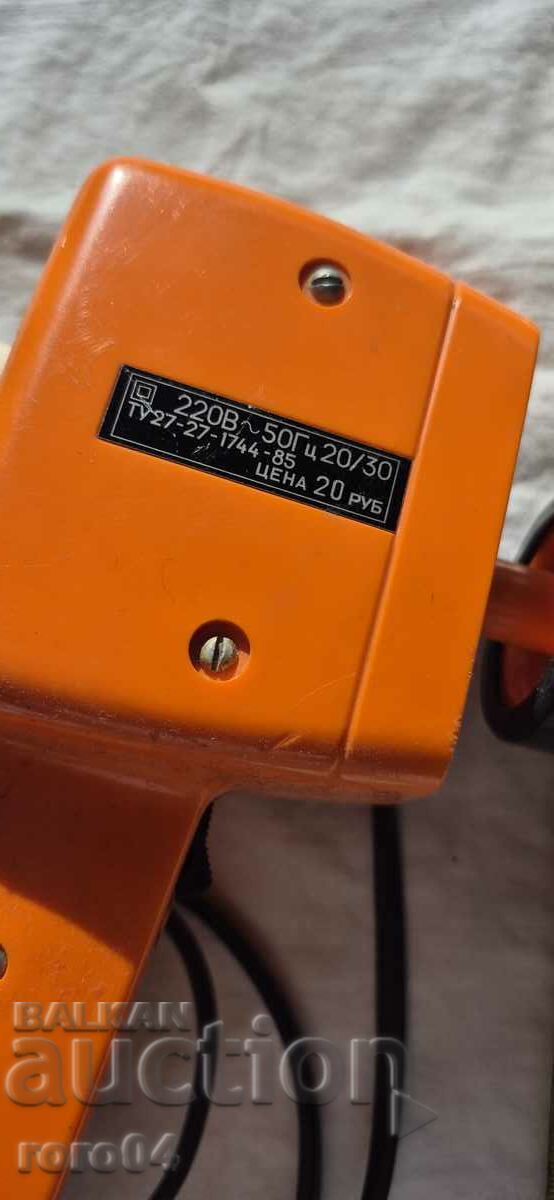 220В~50Гц 20/30
ТУ27-27-1744-85
ЦЕНА 20 РУБ
BALKAN
auction
roro04